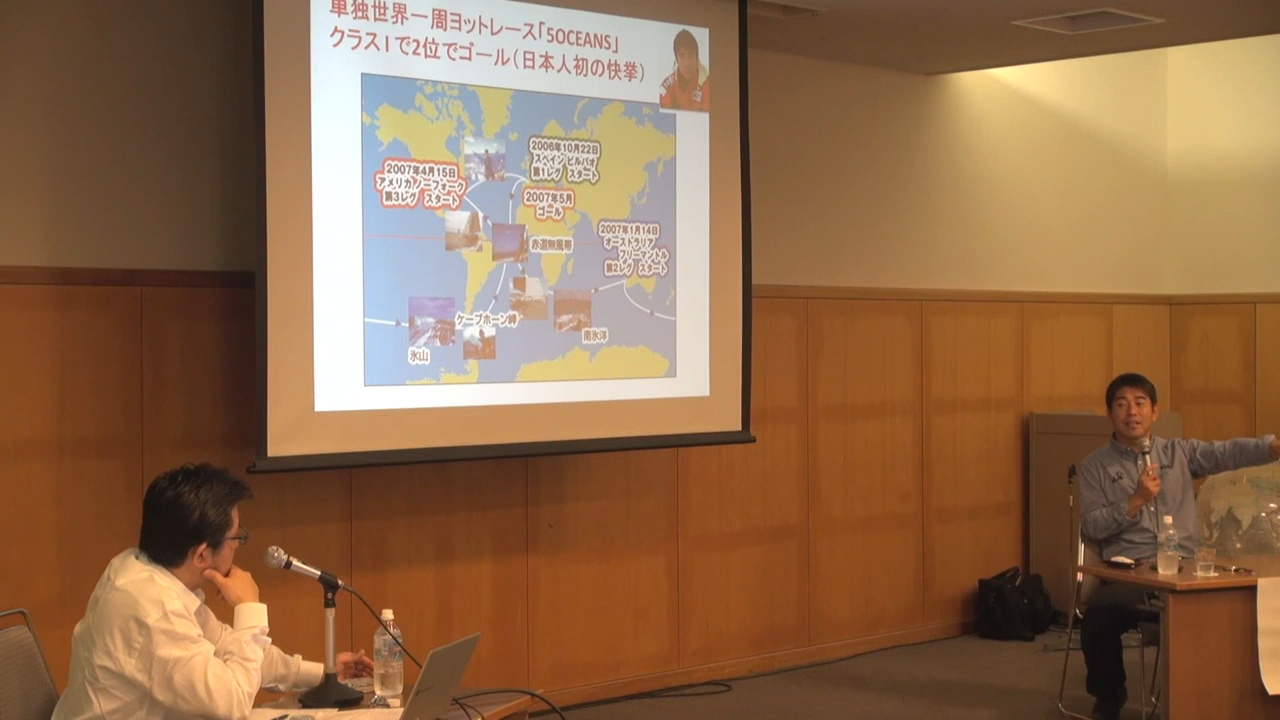 単独世界一周ヨットレース「5OCEANS」
クラスⅠで2位でゴール(日本人初の快挙)
2006年10月22日
スペイン ビルバオ
第1レグ スタート
2007年4月15日
アメリカ ノーフォーク
第3レグ スタート
2007年5月
ゴール
2007年1月14日
オーストラリア
フリーマントル
第2レグ スタート
赤道無風帯
ケープホーン岬
南氷洋
氷山